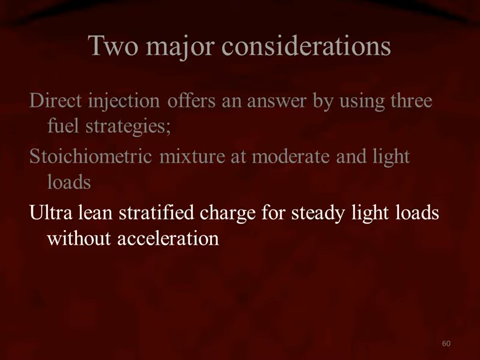 Two major considerations
Direct injection offers an answer by using three
fuel strategies;
Stoichiometric mixture at moderate and light
loads
Ultra lean stratified charge for steady light loads
without acceleration
60